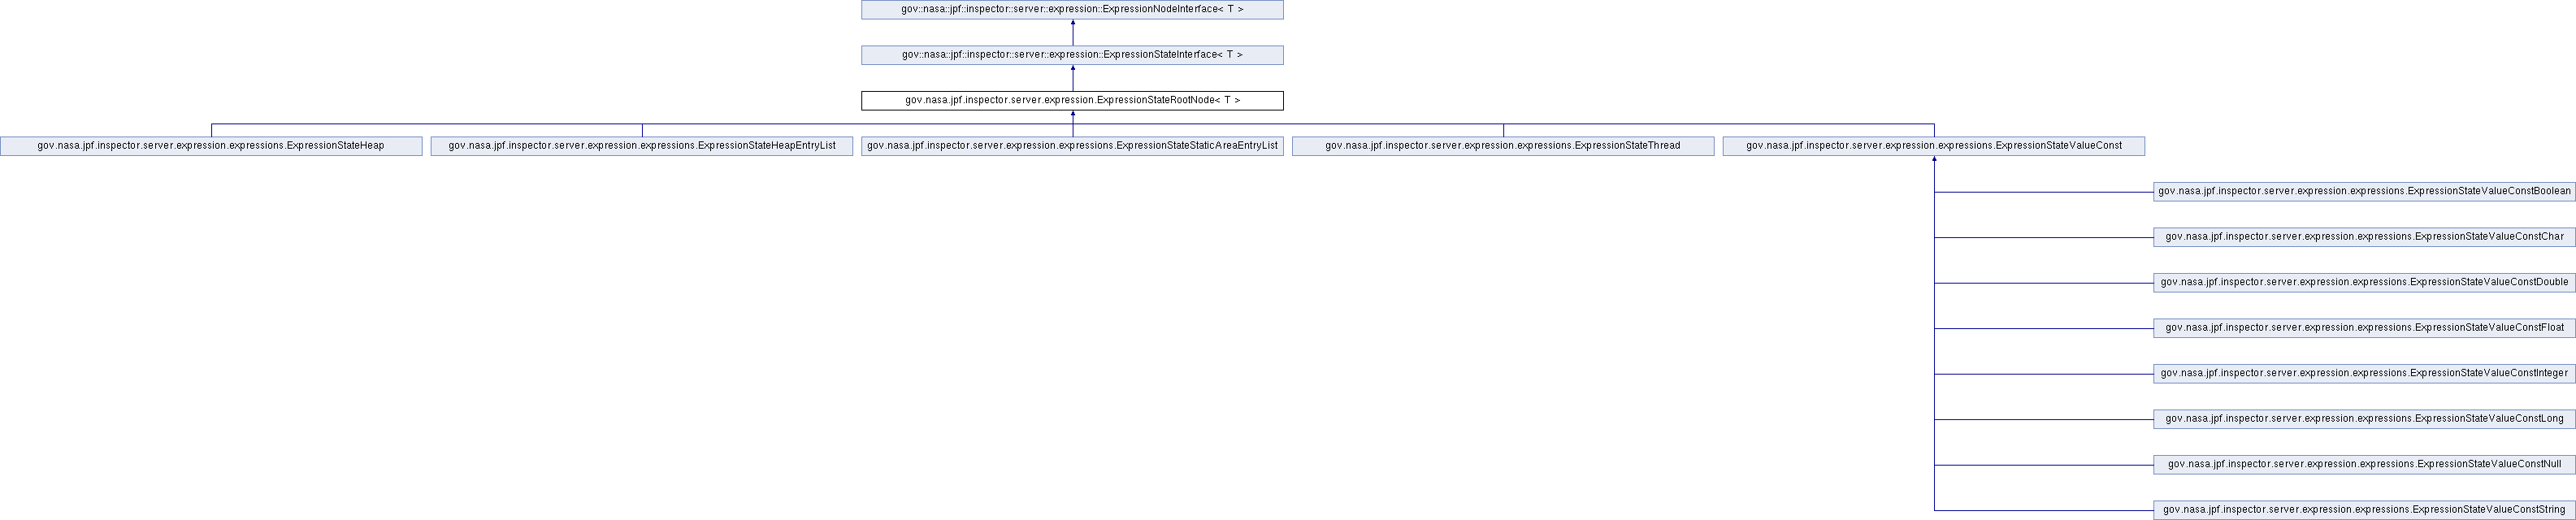 gov::nasa::jpf::inspector::server::expression::ExpressionNodeInterface< T >
gov::nasa::jpf::inspector::server::expression::ExpressionStateInterface< T >
gov.nasa.jpf.inspector.server.expression.ExpressionStateRootNode< T >
gov.nasa.jpf.inspector.server.expression.expressions.ExpressionStateHeap
gov.nasa.jpf.inspector.server.expression.expressions.ExpressionStateHeapEntryList
gov.nasa.jpf.inspector.server.expression.expressions.ExpressionStateStaticAreaEntryList
gov.nasa.jpf.inspector.server.expression.expressions.ExpressionStateThread
gov.nasa.jpf.inspector.server.expression.expressions.ExpressionStateValueConst
gov.nasa.jpf.inspector.server.expression.expressions.ExpressionStateValueConstBoolean
gov.nasa.jpf.inspector.server.expression.expressions.ExpressionStateValueConstChar
gov.nasa.jpf.inspector.server.expression.expressions.ExpressionStateValueConstDouble
gov.nasa.jpf.inspector.server.expression.expressions.ExpressionStateValueConstFloat
gov.nasa.jpf.inspector.server.expression.expressions.ExpressionStateValueConstInteger
gov.nasa.jpf.inspector.server.expression.expressions.ExpressionStateValueConstLong
gov.nasa.jpf.inspector.server.expression.expressions.ExpressionStateValueConstNull
gov.nasa.jpf.inspector.server.expression.expressions.ExpressionStateValueConstString